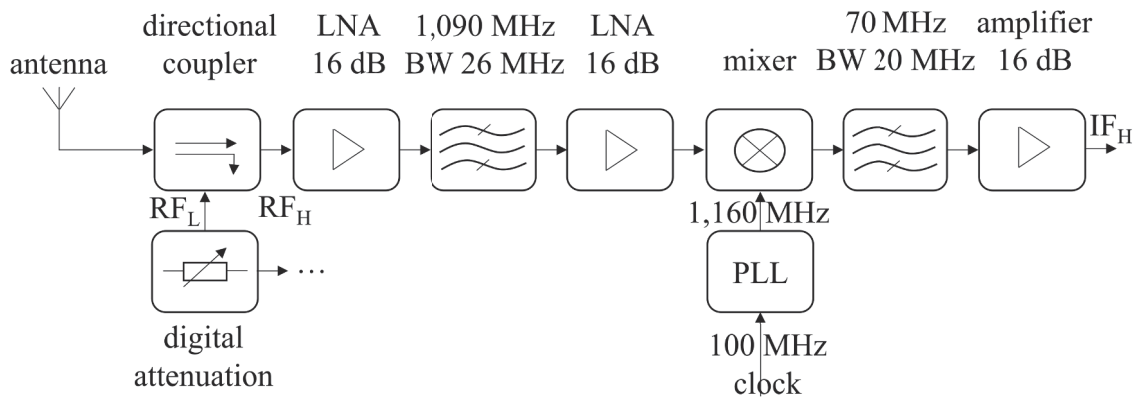 antenna
directional
coupler
LNA
16 dB
1,090 MHz
BW 26 MHz
LNA
16 dB
mixer
70 MHz
BW 20 MHz
amplifier
16 dB
IF_H
RF_L
RF_H
1,160 MHz
...
PLL
digital
attenuation
100 MHz
clock